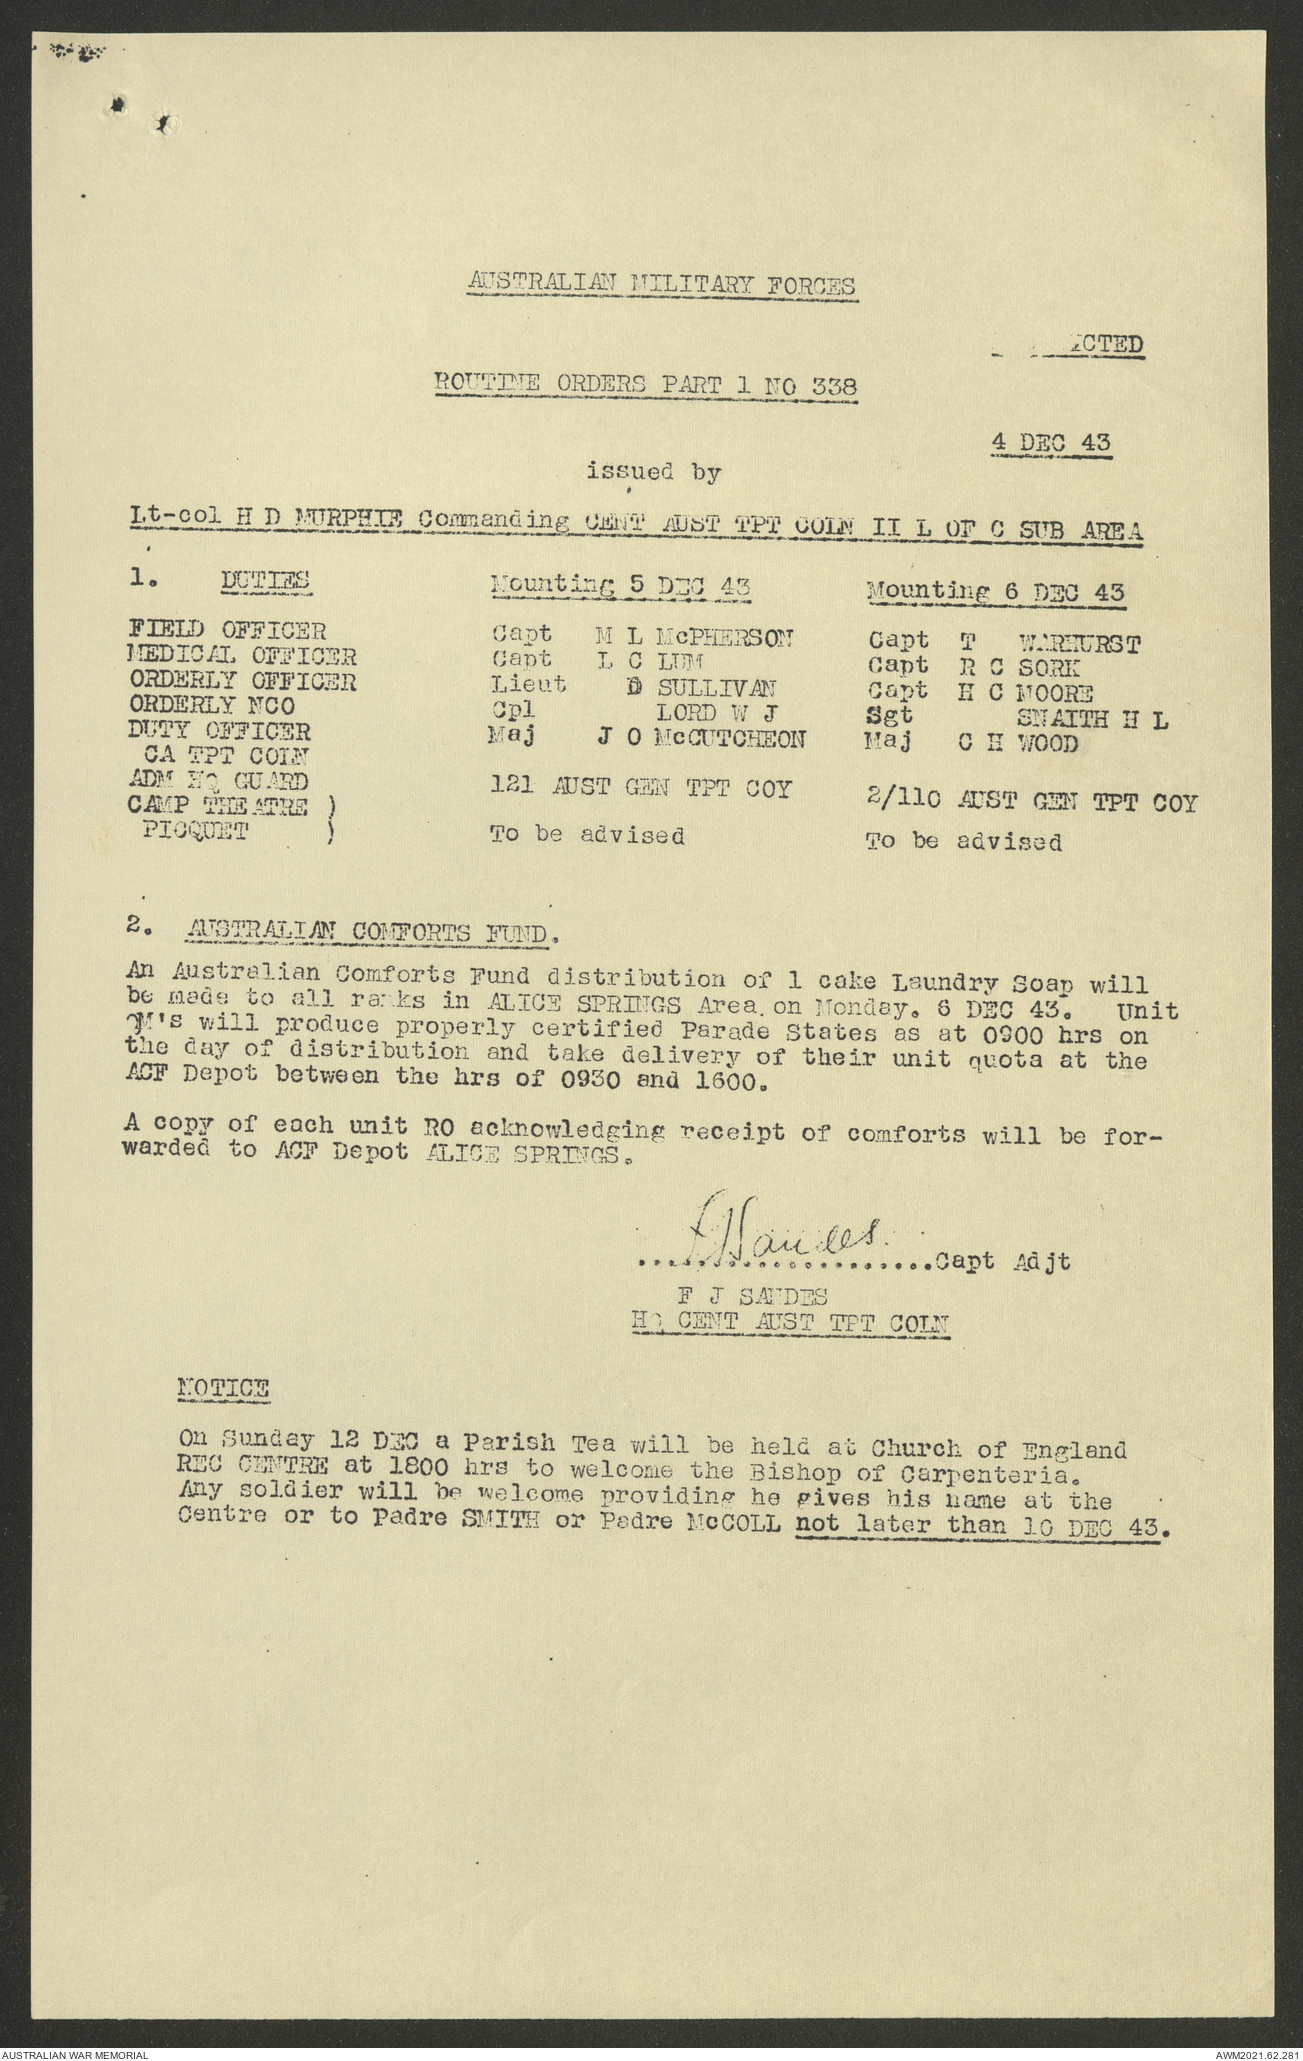 AUSTRALIAN MILITARY FORCES
ROUTINE ORDERS PART 1 NO 338
4 DEC 43
issued by
Lt-col H D MURPHIE Commanding CENT AUST TPT COLN II L OF C SUB AREA
1. DUTIES Mounting 5 DEC 43 Mounting 6 DEC 43
FIELD OFFICER Capt M L McPHERSON Capt T WARHURST
MEDICAL OFFICER Capt L C LUM Capt R C SORK
ORDERLY OFFICER Lieut D SULLIVAN Capt H C MOORE
ORDERLY NCO Cpl LORD W J Sgt SNAITH H L
DUTY OFFICER Maj J O McCUTCHEON Maj C H WOOD
CA TPT COLN
ADM HQ GUARD 121 AUST GEN TPT COY 2/110 AUST GEN TPT COY
CAMP THEATRE )
PICQUET ) To be advised To be advised
2. AUSTRALIAN COMFORTS FUND.
An Australian Comforts Fund distribution of 1 cake Laundry Soap will
be made to all ranks in ALICE SPRINGS Area. on Monday. 6 DEC 43. Unit
QM's will produce properly certified Parade States as at 0900 hrs on
the day of distribution and take delivery of their unit quota at the
ACF Depot between the hrs of 0930 and 1600.
A copy of each unit RO acknowledging receipt of comforts will be for-
warded to ACF Depot ALICE SPRINGS.
....................Capt Adjt
F J SANDES
HQ CENT AUST TPT COLN
NOTICE
On Sunday 12 DEC a Parish Tea will be held at Church of England
REC CENTRE at 1800 hrs to welcome the Bishop of Carpenteria.
Any soldier will be welcome providing he gives his name at the
Centre or to Padre SMITH or Padre McCOLL not later than 10 DEC 43.
AUSTRALIAN WAR MEMORIAL
AWM2021.62.281